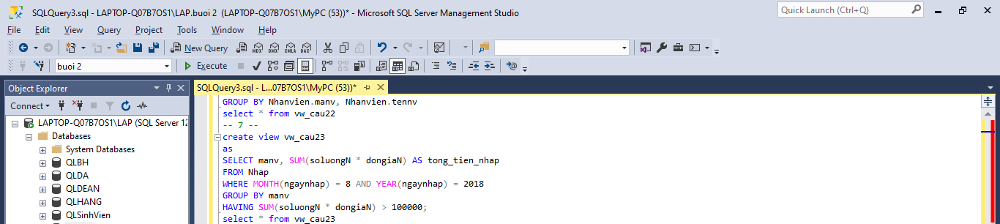 SQLQuery3.sql - LAPTOP-Q07B7OS1\LAP.buoi 2 (LAPTOP-Q07B7OS1\MyPC (53))* - Microsoft SQL Server Management Studio
Quick Launch (Ctrl+Q)
File Edit View Query Project Tools Window Help
New Query MDX DMX XMLA DAX
buoi 2 Execute
Object Explorer
SQLQuery3.sql - L...07B7OS1\MyPC (53))*
Connect
LAPTOP-Q07B7OS1\LAP (SQL Server 12
Databases
System Databases
QLBH
QLDA
QLDEAN
QLHANG
QLSinhVien
GROUP BY Nhanvien.manv, Nhanvien.tennv
select * from vw_cau22
-- 7 --
create view vw_cau23
as
SELECT manv, SUM(soluongN * dongiaN) AS tong_tien_nhap
FROM Nhap
WHERE MONTH(ngaynhap) = 8 AND YEAR(ngaynhap) = 2018
GROUP BY manv
HAVING SUM(soluongN * dongiaN) > 100000;
select * from vw_cau23